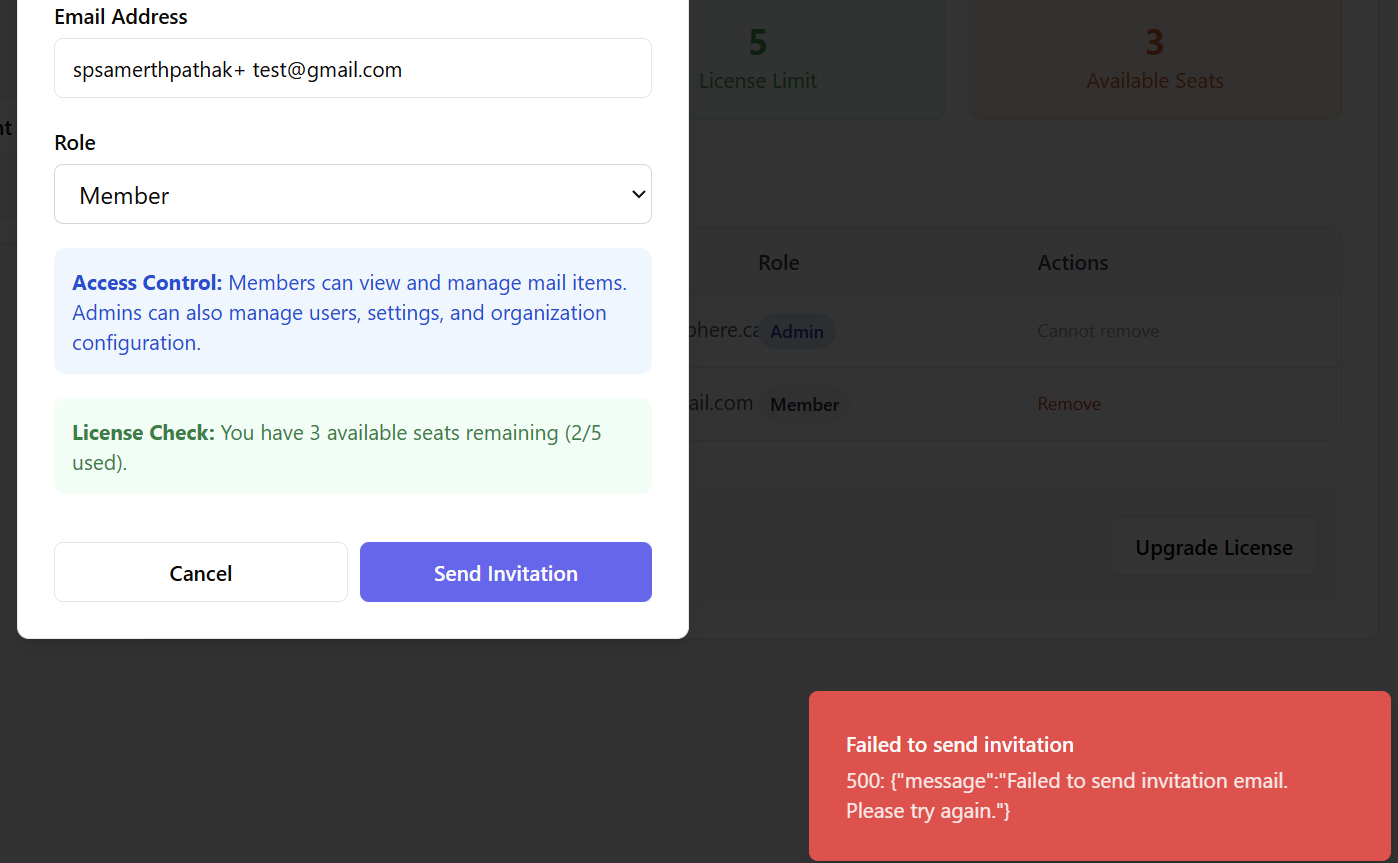 Email Address
spsamerthpathak+ test@gmail.com
Role
Member
Access Control: Members can view and manage mail items.
Admins can also manage users, settings, and organization
configuration.
License Check: You have 3 available seats remaining (2/5
used).
Cancel
Send Invitation
5
License Limit
3
Available Seats
Role
Actions
Admin
Cannot remove
ail.com
Member
Remove
Upgrade License
Failed to send invitation
500: {"message":"Failed to send invitation email.
Please try again."}